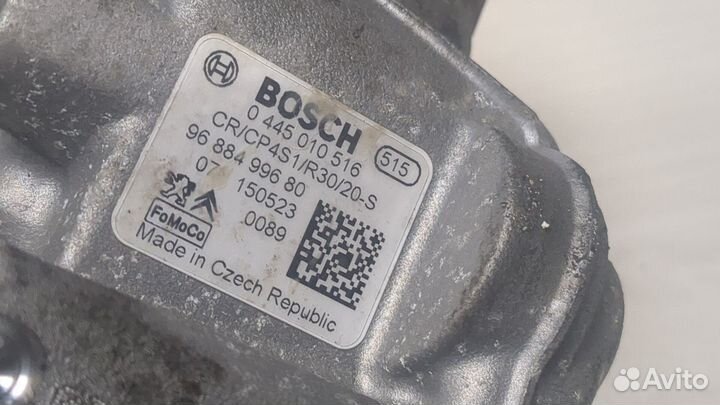 BOSCH
0 445 010 516
CR/CP4S1/R30/20-S
515
96 884 996 80
07 150523
0089
FoMoCo
Made in Czech Republic
Avito